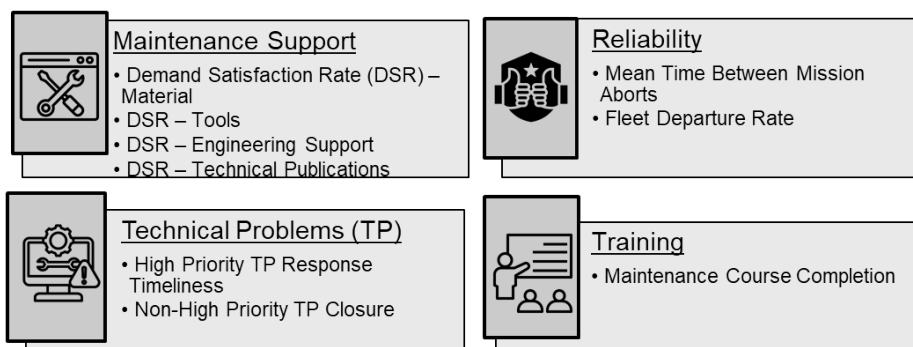 Maintenance Support
• Demand Satisfaction Rate (DSR) –
Material
• DSR – Tools
• DSR – Engineering Support
• DSR – Technical Publications
Reliability
• Mean Time Between Mission
Aborts
• Fleet Departure Rate
Technical Problems (TP)
• High Priority TP Response
Timeliness
• Non-High Priority TP Closure
Training
• Maintenance Course Completion